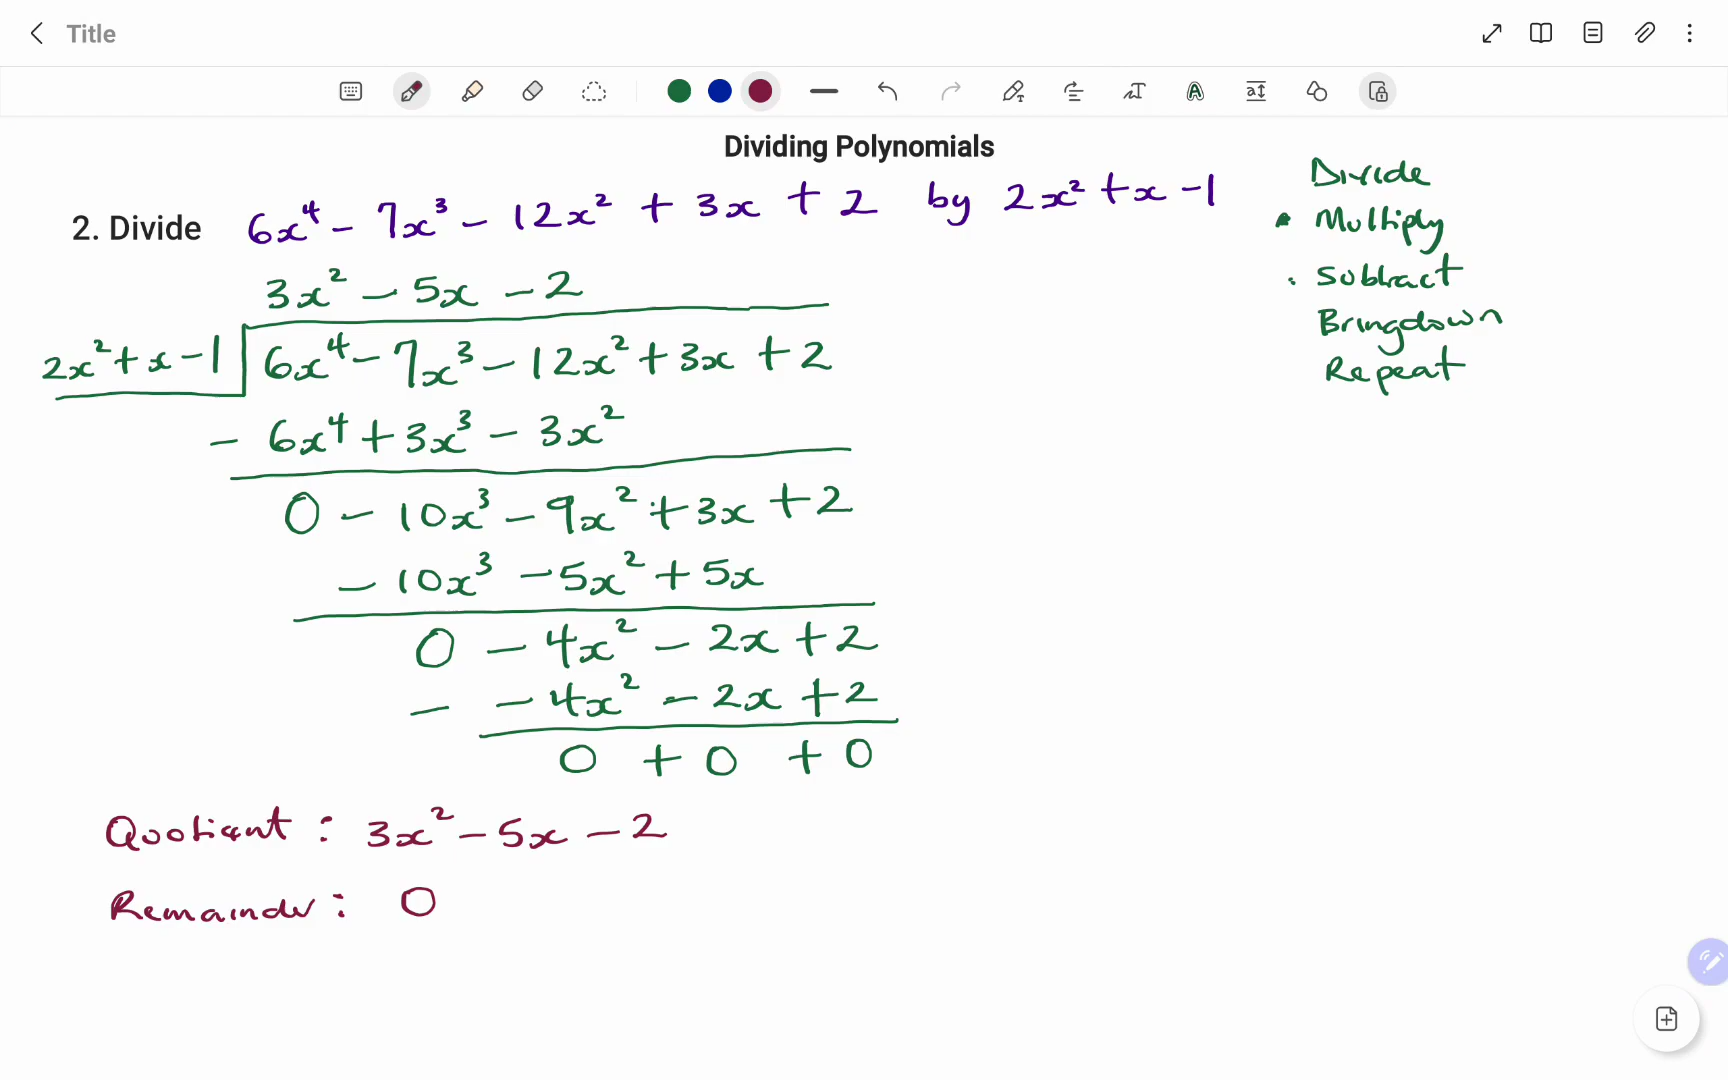 Title
Dividing Polynomials
2. Divide 6x⁴ - 7x³ - 12x² + 3x + 2 by 2x² + x - 1
3x² - 5x - 2
2x² + x - 1 6x⁴ - 7x³ - 12x² + 3x + 2
- 6x⁴ + 3x³ - 3x²
0 - 10x³ - 9x² + 3x + 2
- 10x³ - 5x² + 5x
0 - 4x² - 2x + 2
- - 4x² - 2x + 2
0 + 0 + 0
Quotient : 3x² - 5x - 2
Remainder : 0
Divide
• Multiply
• Subtract
Bringdown
Repeat